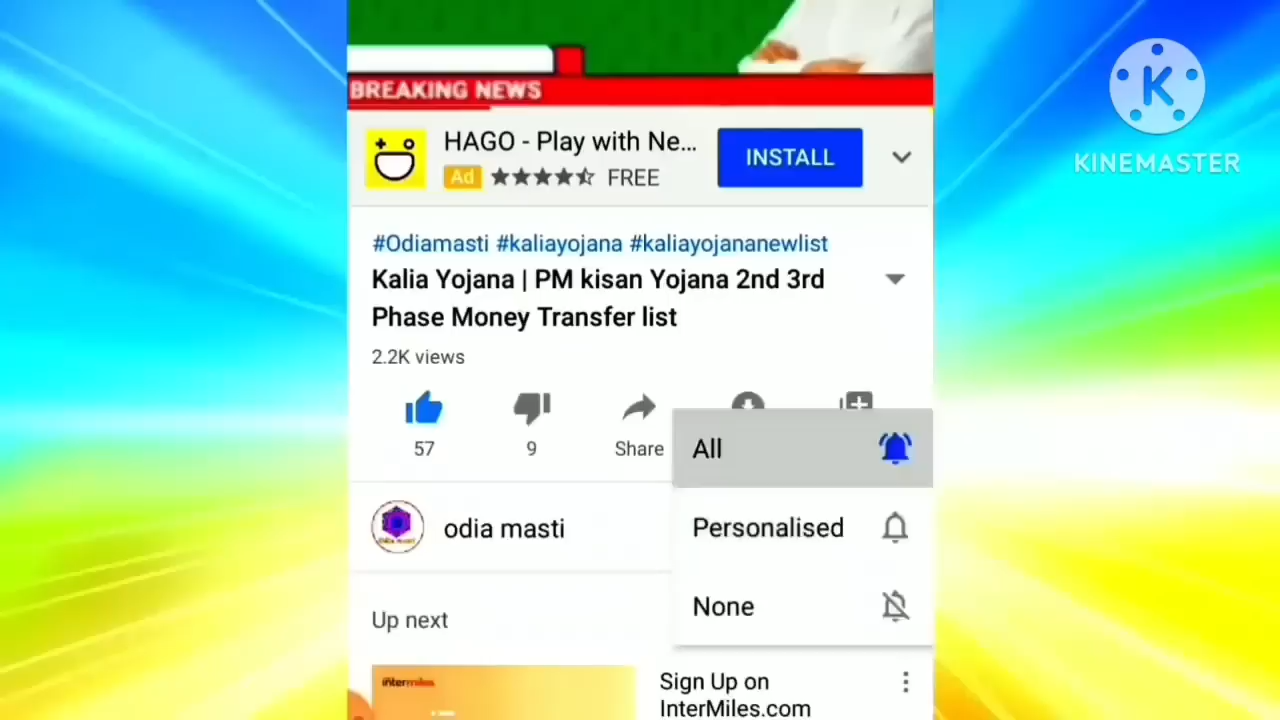 BREAKING NEWS
K
KINEMASTER
HAGO - Play with Ne...
INSTALL
Ad
FREE
#Odiamasti #kaliayojana #kaliayojananewlist
Kalia Yojana | PM kisan Yojana 2nd 3rd
Phase Money Transfer list
2.2K views
57
9
Share
All
odia masti
Personalised
None
Up next
intermiles
Sign Up on
InterMiles.com